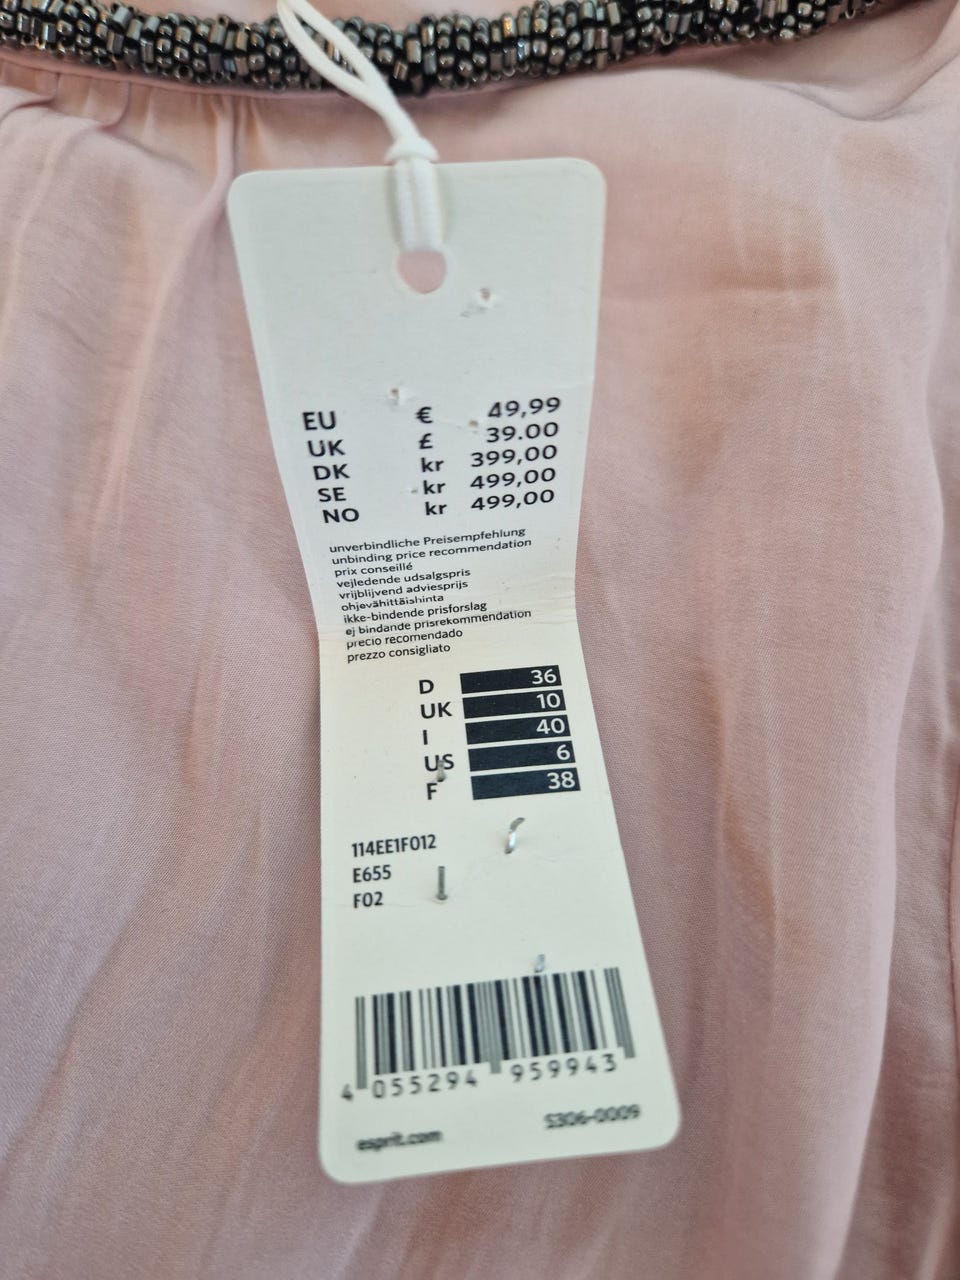 EU € 49,99
UK £ 39.00
DK kr 399,00
SE kr 499,00
NO kr 499,00
unverbindliche Preisempfehlung
unbinding price recommendation
prix conseillé
vejledende udsalgspris
vrijblijvend adviesprijs
ohjevähittäishinta
ikke-bindende prisforslag
ej bindande prisrekommendation
precio recomendado
prezzo consigliato
D 36
UK 10
I 40
US 6
F 38
114EE1F012
E655
F02
4 055294 959943
esprit.com S306-0009